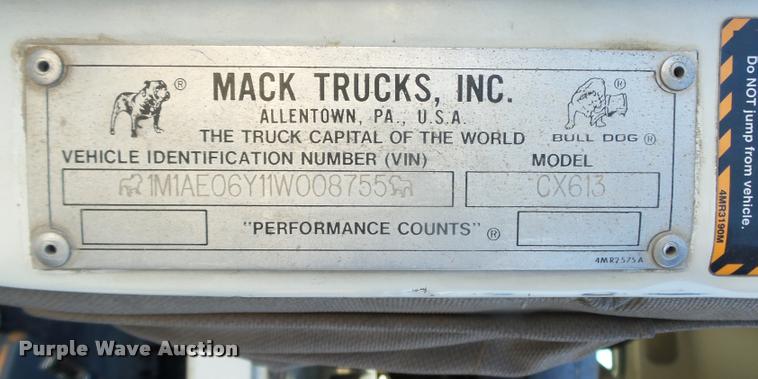 ® MACK TRUCKS, INC. ®
ALLENTOWN, PA., U.S.A.
THE TRUCK CAPITAL OF THE WORLD BULL DOG ®
VEHICLE IDENTIFICATION NUMBER (VIN) MODEL
1M1AE06Y11W008755 CX613
"PERFORMANCE COUNTS" ®
4MR2575A
Do NOT jump from vehicle.
4MR3190M
Purple Wave Auction